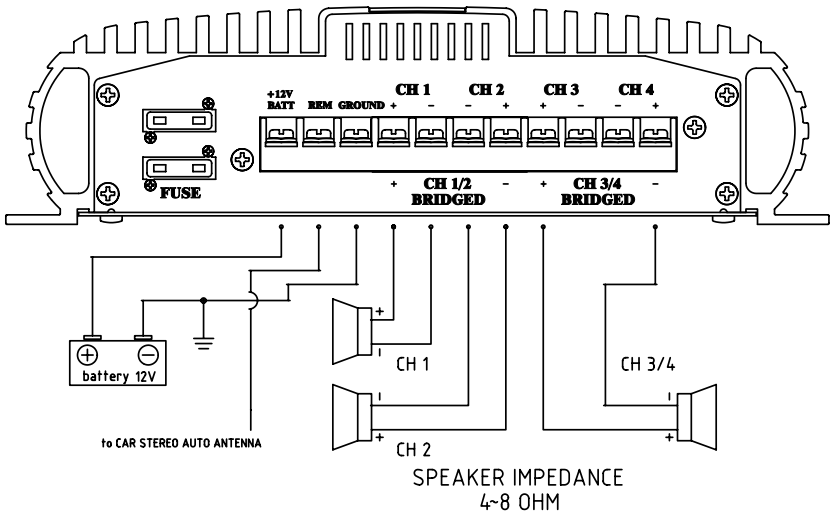 CH 1 CH 2 CH 3 CH 4
+12V
BATT REM GROUND + - - + + - - +
FUSE
+ CH 1/2 - + CH 3/4 -
BRIDGED BRIDGED
+ -
battery 12V
to CAR STEREO AUTO ANTENNA
+
-
CH 1
-
+
CH 2
CH 3/4
-
+
SPEAKER IMPEDANCE
4~8 OHM